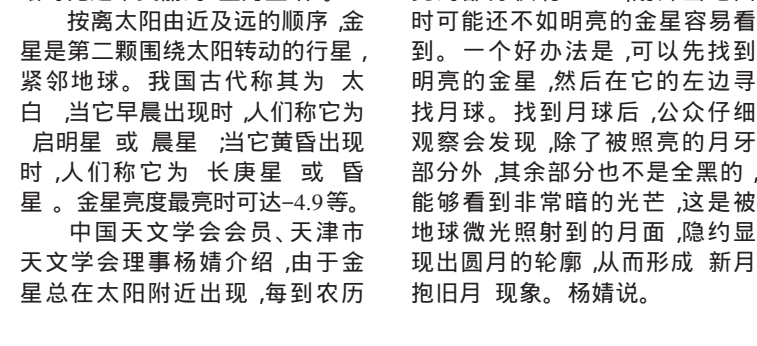 按离太阳由近及远的顺序,金
星是第二颗围绕太阳转动的行星,
紧邻地球。我国古代称其为 太
白 ,当它早晨出现时,人们称它为
启明星 或 晨星 ;当它黄昏出现
时,人们称它为 长庚星 或 昏
星 。金星亮度最亮时可达-4.9等。
中国天文学会会员、天津市
天文学会理事杨婧介绍,由于金
星总在太阳附近出现,每到农历
时可能还不如明亮的金星容易看
到。一个好办法是,可以先找到
明亮的金星,然后在它的左边寻
找月球。找到月球后,公众仔细
观察会发现,除了被照亮的月牙
部分外,其余部分也不是全黑的,
能够看到非常暗的光芒,这是被
地球微光照射到的月面,隐约显
现出圆月的轮廓,从而形成 新月
抱旧月 现象。杨婧说。